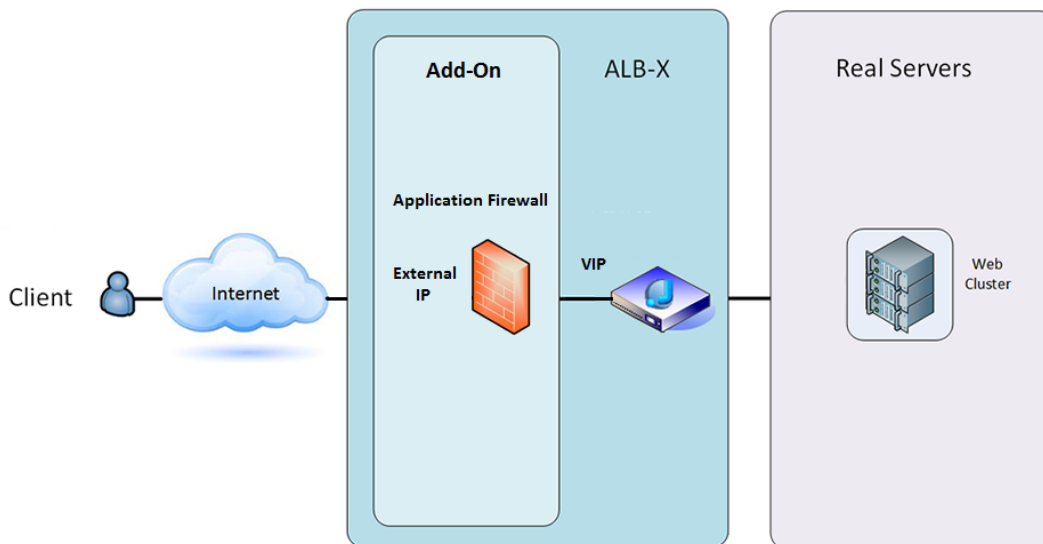 Add-On
ALB-X
Real Servers
Application Firewall
External
IP
VIP
Web
Cluster
Client
Internet